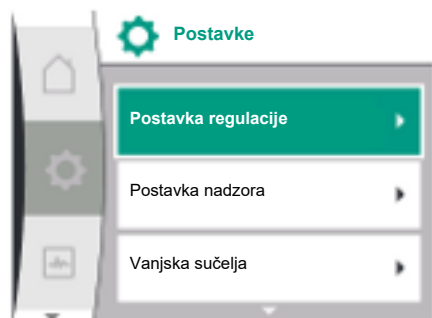 Postavke
Postavka regulacije
Postavka nadzora
Vanjska sučelja